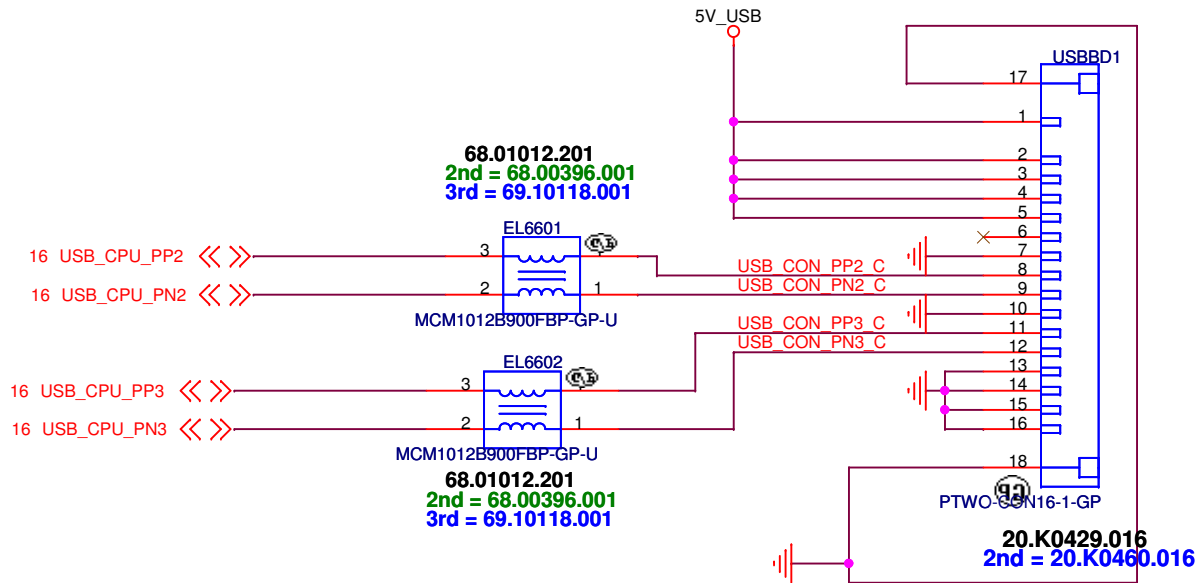 5V_USB
USBBD1
17
1
2
3
4
5
6
7
8
9
10
11
12
13
14
15
16
18
68.01012.201
2nd = 68.00396.001
3rd = 69.10118.001
EL6601
16 USB_CPU_PP2
3
16 USB_CPU_PN2
2
1
MCM1012B900FBP-GP-U
USB_CON_PP2_C
USB_CON_PN2_C
USB_CON_PP3_C
USB_CON_PN3_C
EL6602
16 USB_CPU_PP3
3
16 USB_CPU_PN3
2
1
MCM1012B900FBP-GP-U
68.01012.201
2nd = 68.00396.001
3rd = 69.10118.001
PTWO-CON16-1-GP
20.K0429.016
2nd = 20.K0460.016